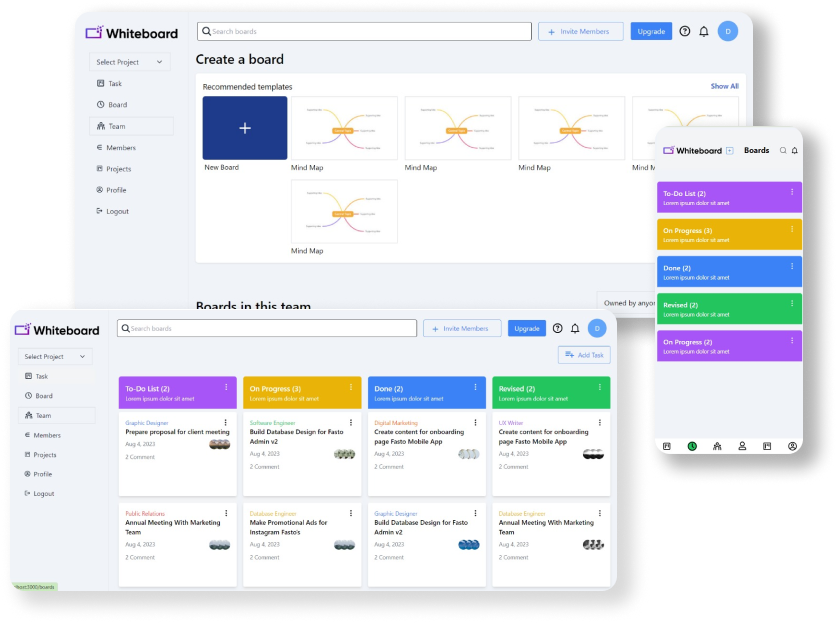 Whiteboard
Search boards
+ Invite Members
Upgrade
D
Select Project
Task
Board
Team
Members
Projects
Profile
Logout
Create a board
Recommended templates
Show All
New Board
Mind Map
Mind Map
Mind Map
Mind M
Mind Map
Boards in this team
Owned by anyon
Whiteboard
Boards
To-Do List (2)
Lorem ipsum dolor sit amet
On Progress (3)
Lorem ipsum dolor sit amet
Done (2)
Lorem ipsum dolor sit amet
Revised (2)
Lorem ipsum dolor sit amet
On Progress (2)
Lorem ipsum dolor sit amet
Whiteboard
Search boards
+ Invite Members
Upgrade
D
Select Project
Task
Board
Team
Members
Projects
Profile
Logout
Add Task
To-Do List (2)
Lorem ipsum dolor sit amet
Graphic Designer
Prepare proposal for client meeting
Aug 4, 2023
2 Comment
Public Relations
Annual Meeting With Marketing
Team
Aug 4, 2023
2 Comment
On Progress (3)
Lorem ipsum dolor sit amet
Software Engineer
Build Database Design for Fasto
Admin v2
Aug 4, 2023
2 Comment
Database Engineer
Make Promotional Ads for
Instagram Fasto's
Aug 4, 2023
2 Comment
Done (2)
Lorem ipsum dolor sit amet
Digital Marketing
Create content for onboarding
page Fasto Mobile App
Aug 4, 2023
2 Comment
Graphic Designer
Build Database Design for Fasto
Admin v2
Aug 4, 2023
2 Comment
Revised (2)
Lorem ipsum dolor sit amet
UX Writer
Create content for onboarding
page Fasto Mobile App
Aug 4, 2023
2 Comment
Database Engineer
Annual Meeting With Marketing
Team
Aug 4, 2023
2 Comment
host:3000/boards